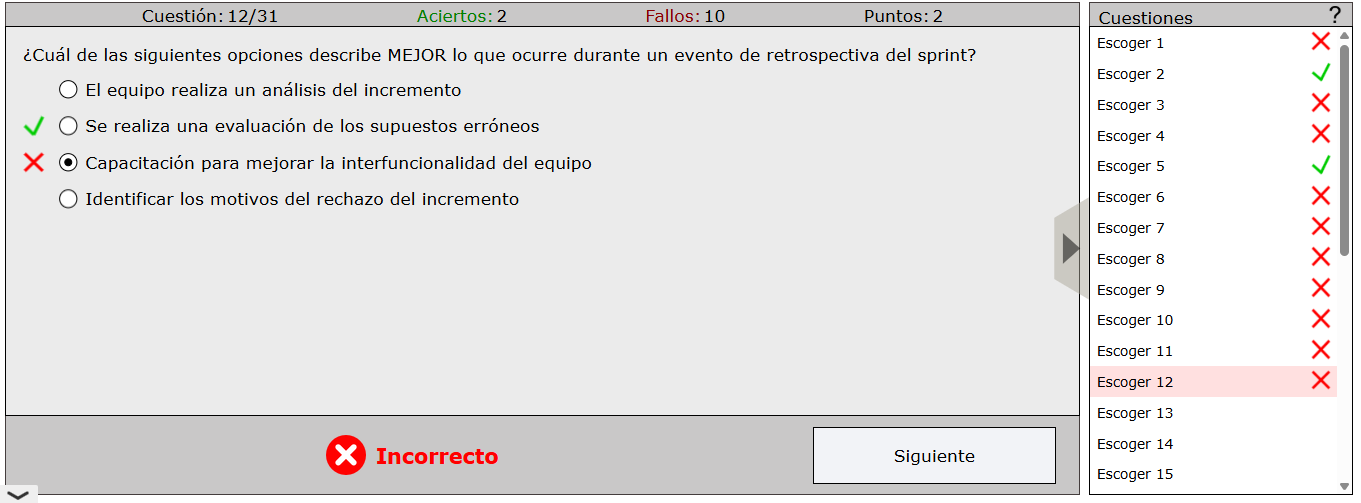 Cuestión: 12/31 Aciertos: 2 Fallos: 10 Puntos: 2
¿Cuál de las siguientes opciones describe MEJOR lo que ocurre durante un evento de retrospectiva del sprint?
El equipo realiza un análisis del incremento
Se realiza una evaluación de los supuestos erróneos
Capacitación para mejorar la interfuncionalidad del equipo
Identificar los motivos del rechazo del incremento
Incorrecto
Siguiente
Cuestiones ?
Escoger 1
Escoger 2
Escoger 3
Escoger 4
Escoger 5
Escoger 6
Escoger 7
Escoger 8
Escoger 9
Escoger 10
Escoger 11
Escoger 12
Escoger 13
Escoger 14
Escoger 15